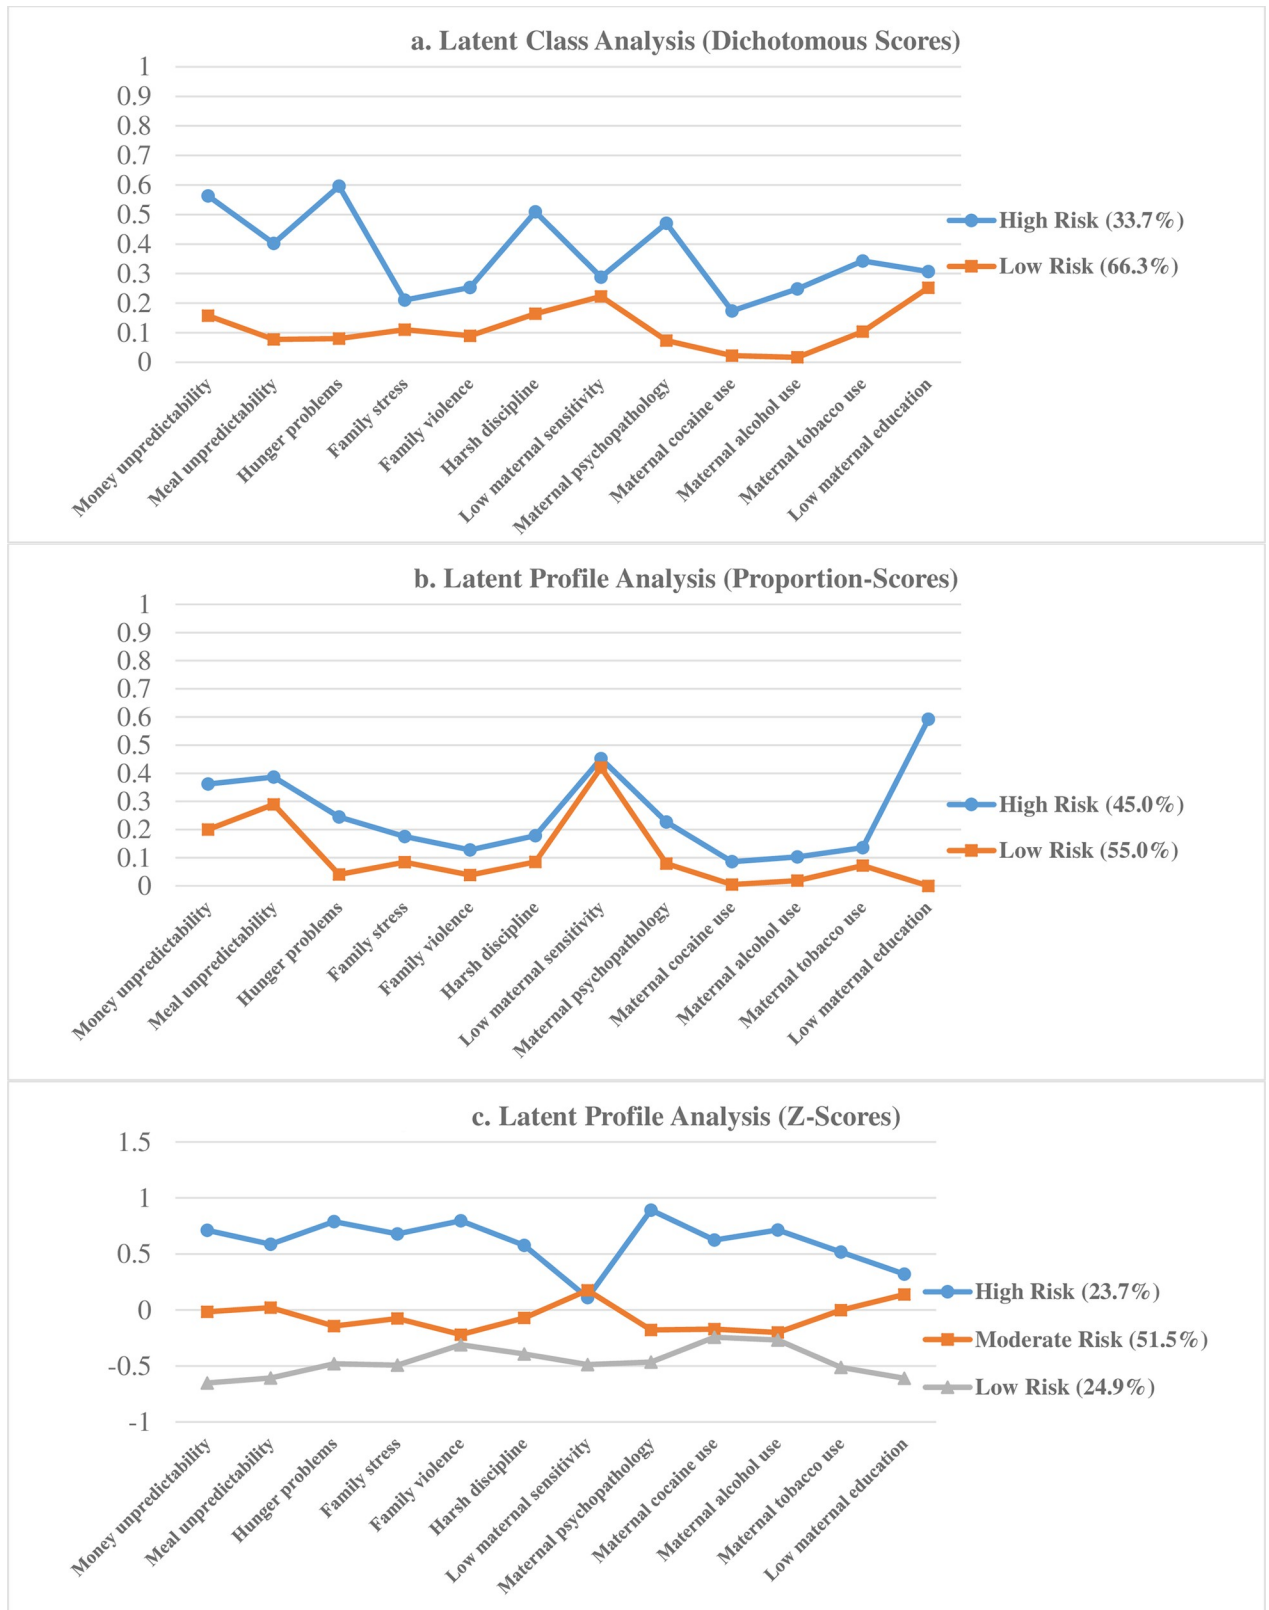 a. Latent Class Analysis (Dichotomous Scores)
1
0.9
0.8
0.7
0.6
0.5
0.4
0.3
0.2
0.1
0
High Risk (33.7%)
Low Risk (66.3%)
Money unpredictability
Meal unpredictability
Hunger problems
Family stress
Family violence
Harsh discipline
Low maternal sensitivity
Maternal psychopathology
Maternal cocaine use
Maternal alcohol use
Maternal tobacco use
Low maternal education
b. Latent Profile Analysis (Proportion-Scores)
1
0.9
0.8
0.7
0.6
0.5
0.4
0.3
0.2
0.1
0
High Risk (45.0%)
Low Risk (55.0%)
Money unpredictability
Meal unpredictability
Hunger problems
Family stress
Family violence
Harsh discipline
Low maternal sensitivity
Maternal psychopathology
Maternal cocaine use
Maternal alcohol use
Maternal tobacco use
Low maternal education
c. Latent Profile Analysis (Z-Scores)
1.5
1
0.5
0
-0.5
-1
High Risk (23.7%)
Moderate Risk (51.5%)
Low Risk (24.9%)
Money unpredictability
Meal unpredictability
Hunger problems
Family stress
Family violence
Harsh discipline
Low maternal sensitivity
Maternal psychopathology
Maternal cocaine use
Maternal alcohol use
Maternal tobacco use
Low maternal education